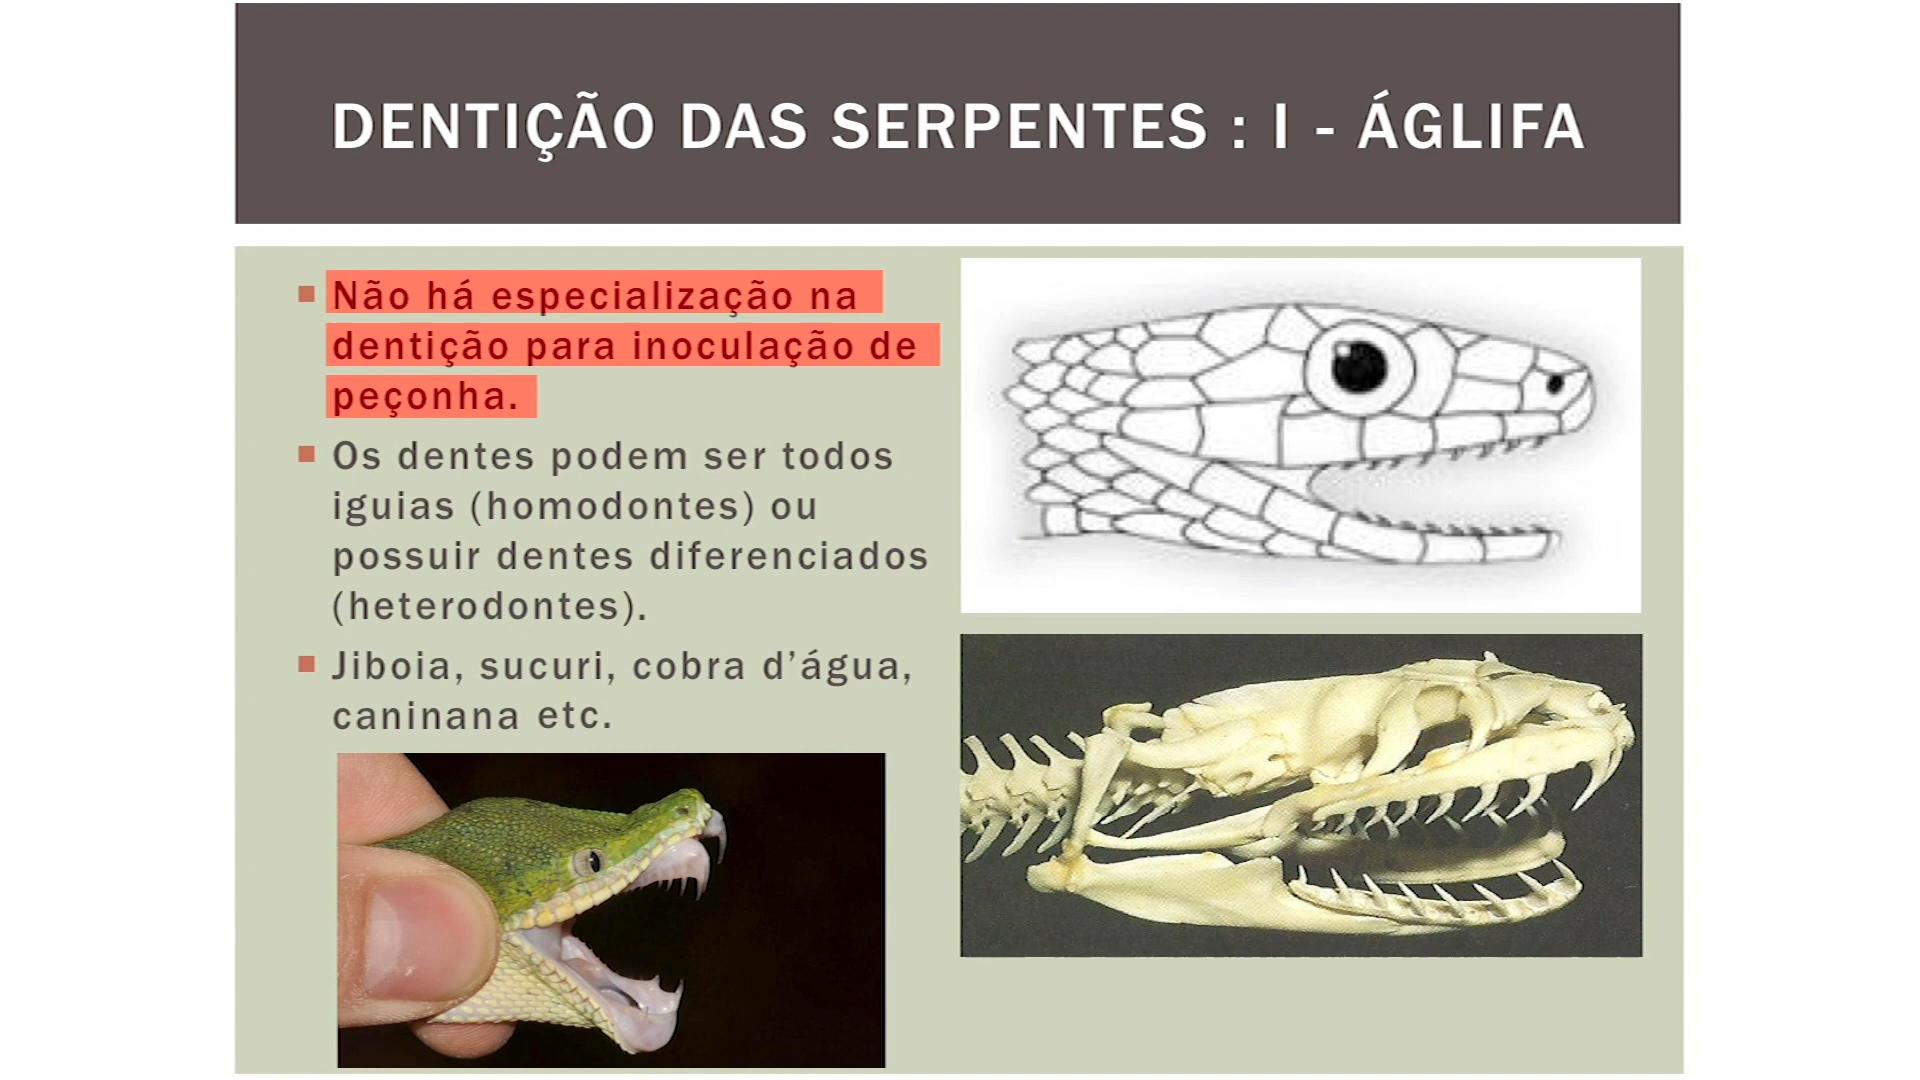 DENTIÇÃO DAS SERPENTES : I - ÁGLIFA
Não há especialização na
dentição para inoculação de
peçonha.
Os dentes podem ser todos
iguias (homodontes) ou
possuir dentes diferenciados
(heterodontes).
Jiboia, sucuri, cobra d’água,
caninana etc.